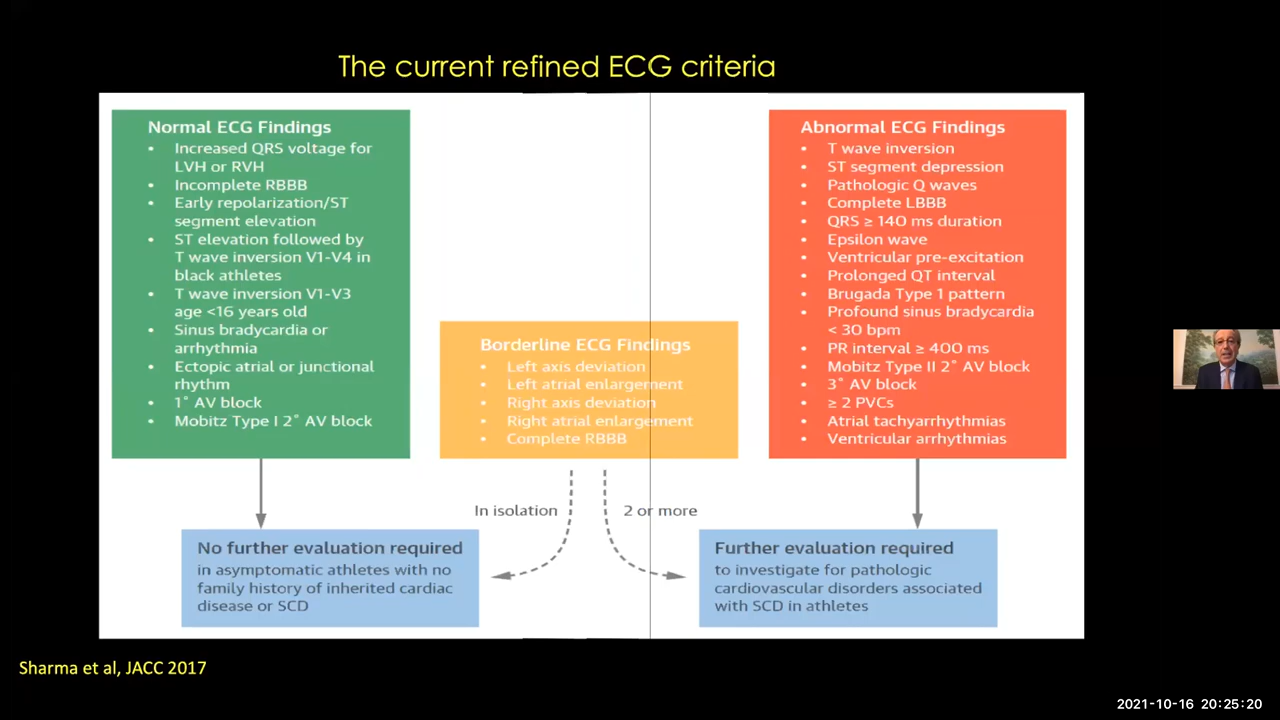 The current refined ECG criteria
Normal ECG Findings
• Increased QRS voltage for
LVH or RVH
• Incomplete RBBB
• Early repolarization/ST
segment elevation
• ST elevation followed by
T wave inversion V1-V4 in
black athletes
• T wave inversion V1-V3
age <16 years old
• Sinus bradycardia or
arrhythmia
• Ectopic atrial or junctional
rhythm
• 1˚ AV block
• Mobitz Type I 2˚ AV block
Borderline ECG Findings
• Left axis deviation
• Left atrial enlargement
• Right axis deviation
• Right atrial enlargement
• Complete RBBB
Abnormal ECG Findings
• T wave inversion
• ST segment depression
• Pathologic Q waves
• Complete LBBB
• QRS ≥ 140 ms duration
• Epsilon wave
• Ventricular pre-excitation
• Prolonged QT interval
• Brugada Type 1 pattern
• Profound sinus bradycardia
< 30 bpm
• PR interval ≥ 400 ms
• Mobitz Type II 2˚ AV block
• 3˚ AV block
• ≥ 2 PVCs
• Atrial tachyarrhythmias
• Ventricular arrhythmias
In isolation
2 or more
No further evaluation required
in asymptomatic athletes with no
family history of inherited cardiac
disease or SCD
Further evaluation required
to investigate for pathologic
cardiovascular disorders associated
with SCD in athletes
Sharma et al, JACC 2017
2021-10-16 20:25:20